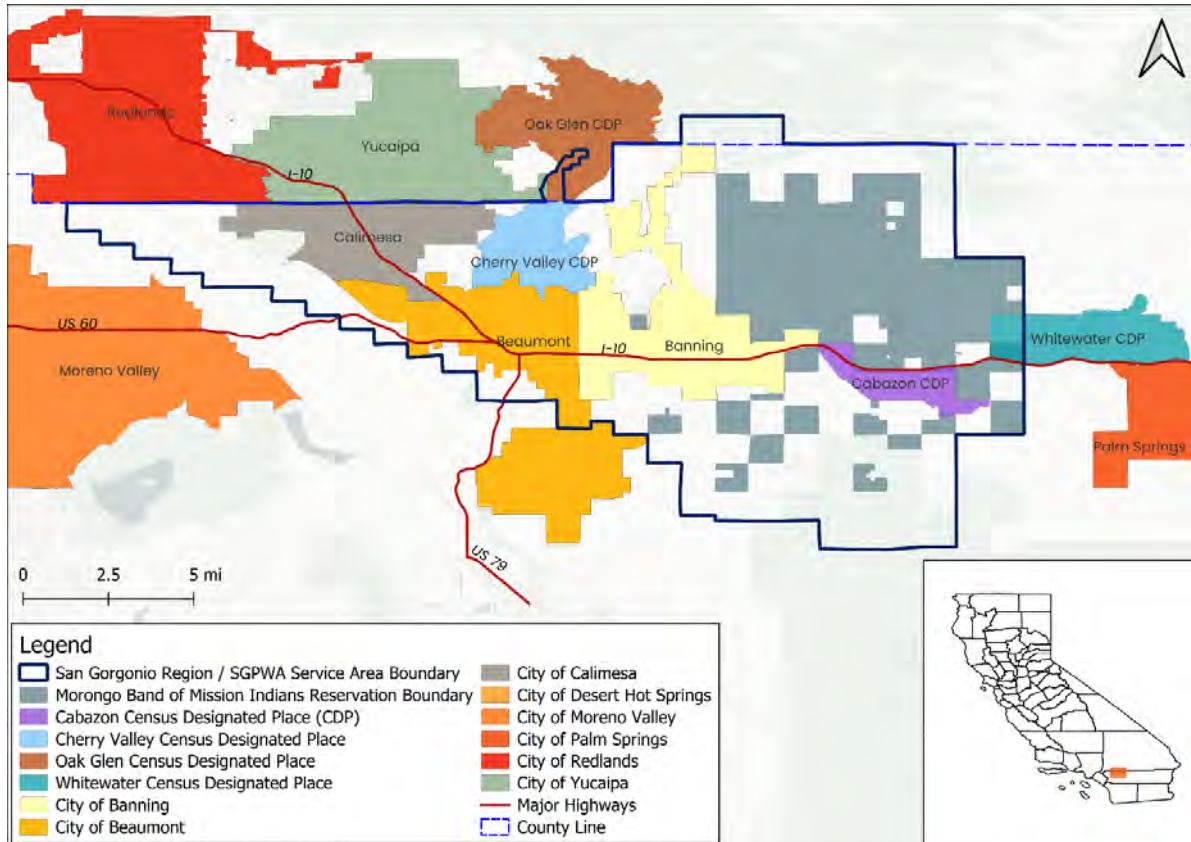 Redlands
Oak Glen CDP
Yucaipa
I-10
Calimesa
Cherry Valley CDP
US 60
Beaumont
I-10
Banning
Whitewater CDP
Moreno Valley
Cabazon CDP
Palm Springs
US 79
0 2.5 5 mi
Legend
San Gorgonio Region / SGPWA Service Area Boundary
Morongo Band of Mission Indians Reservation Boundary
Cabazon Census Designated Place (CDP)
Cherry Valley Census Designated Place
Oak Glen Census Designated Place
Whitewater Census Designated Place
City of Banning
City of Beaumont
City of Calimesa
City of Desert Hot Springs
City of Moreno Valley
City of Palm Springs
City of Redlands
City of Yucaipa
Major Highways
County Line